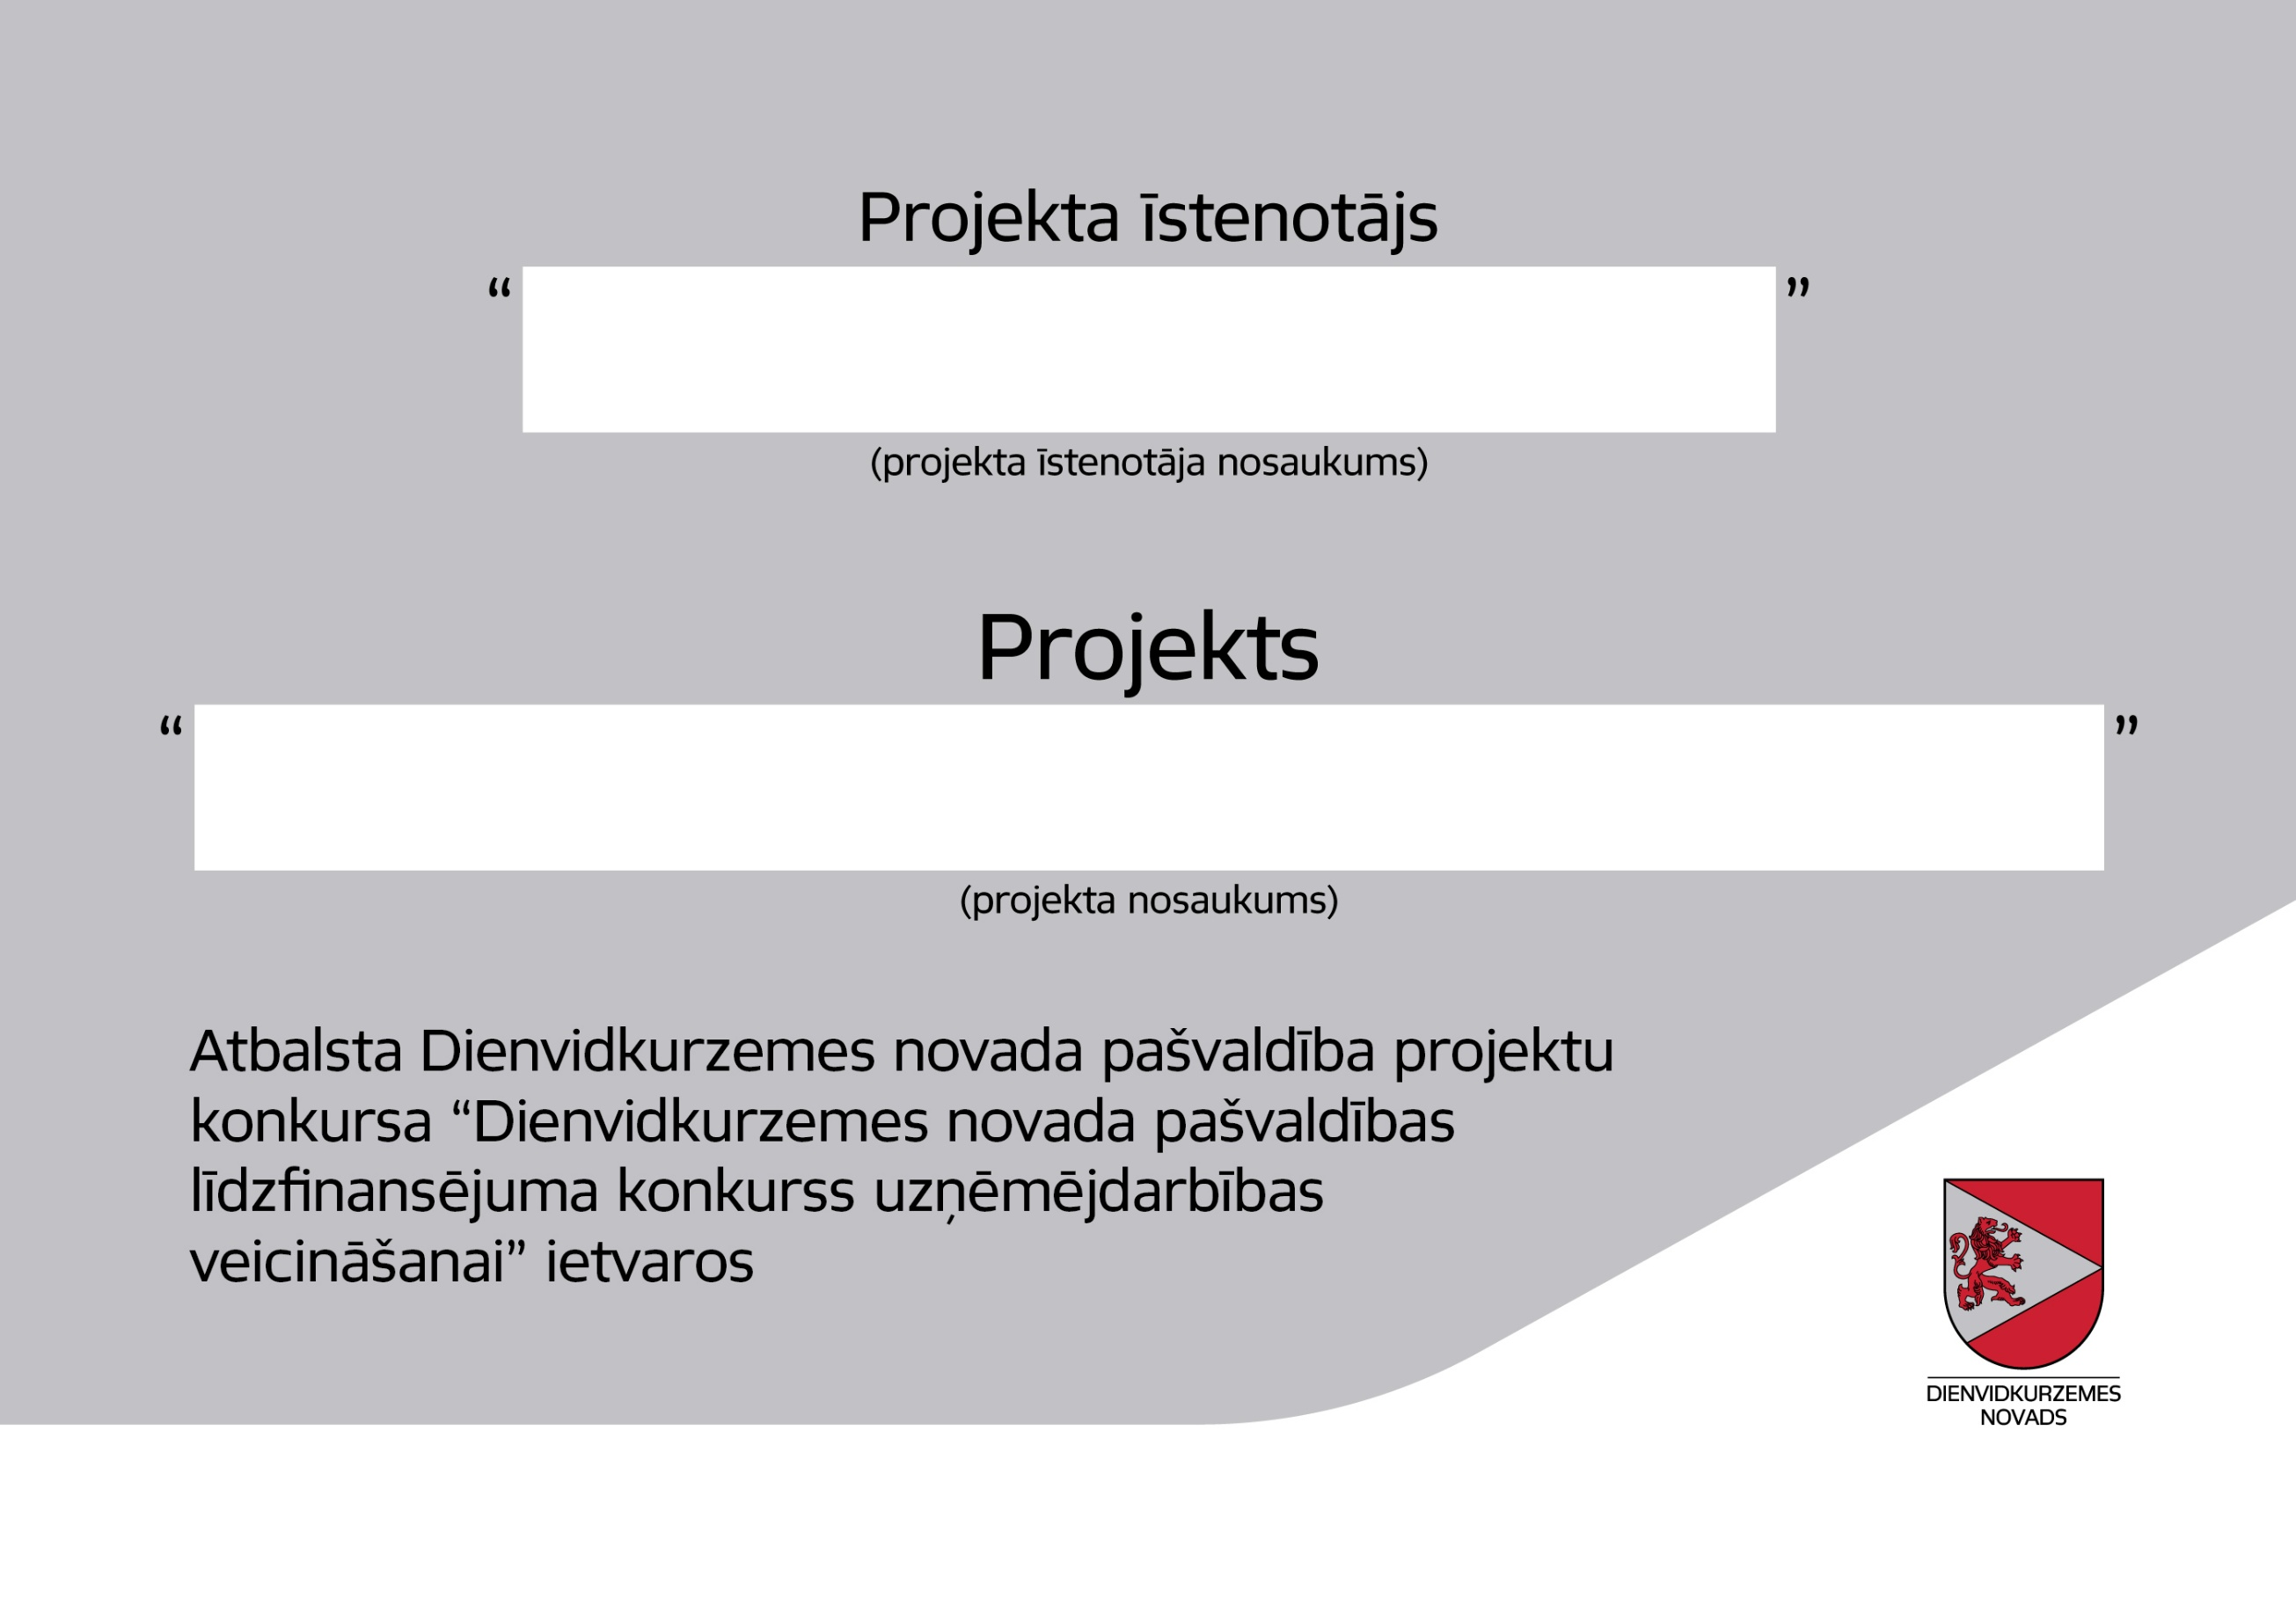 Projekta īstenotājs
“ ”
(projekta īstenotāja nosaukums)
Projekts
“ ”
(projekta nosaukums)
Atbalsta Dienvidkurzemes novada pašvaldība projektu
konkursa “Dienvidkurzemes novada pašvaldības
līdzfinansējuma konkurss uzņēmējdarbības
veicināšanai” ietvaros
DIENVIDKURZEMES
NOVADS